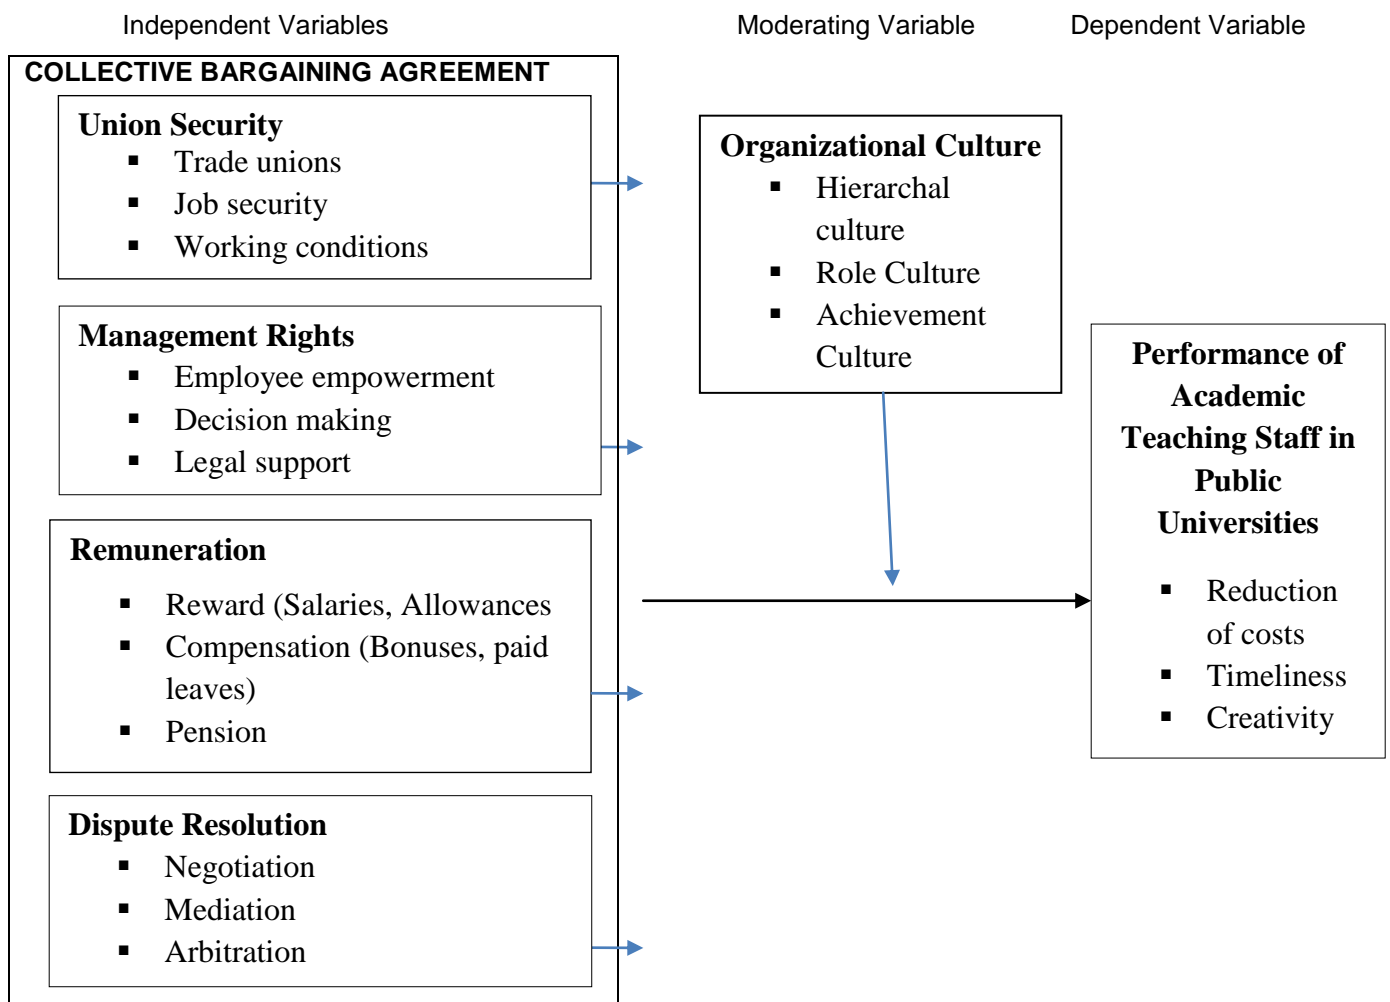 Independent Variables
Moderating Variable
Dependent Variable
COLLECTIVE BARGAINING AGREEMENT
Union Security
▪ Trade unions
▪ Job security
▪ Working conditions
Management Rights
▪ Employee empowerment
▪ Decision making
▪ Legal support
Remuneration
▪ Reward (Salaries, Allowances
▪ Compensation (Bonuses, paid
leaves)
▪ Pension
Dispute Resolution
▪ Negotiation
▪ Mediation
▪ Arbitration
Organizational Culture
▪ Hierarchal
culture
▪ Role Culture
▪ Achievement
Culture
Performance of
Academic
Teaching Staff in
Public
Universities
▪ Reduction
of costs
▪ Timeliness
▪ Creativity